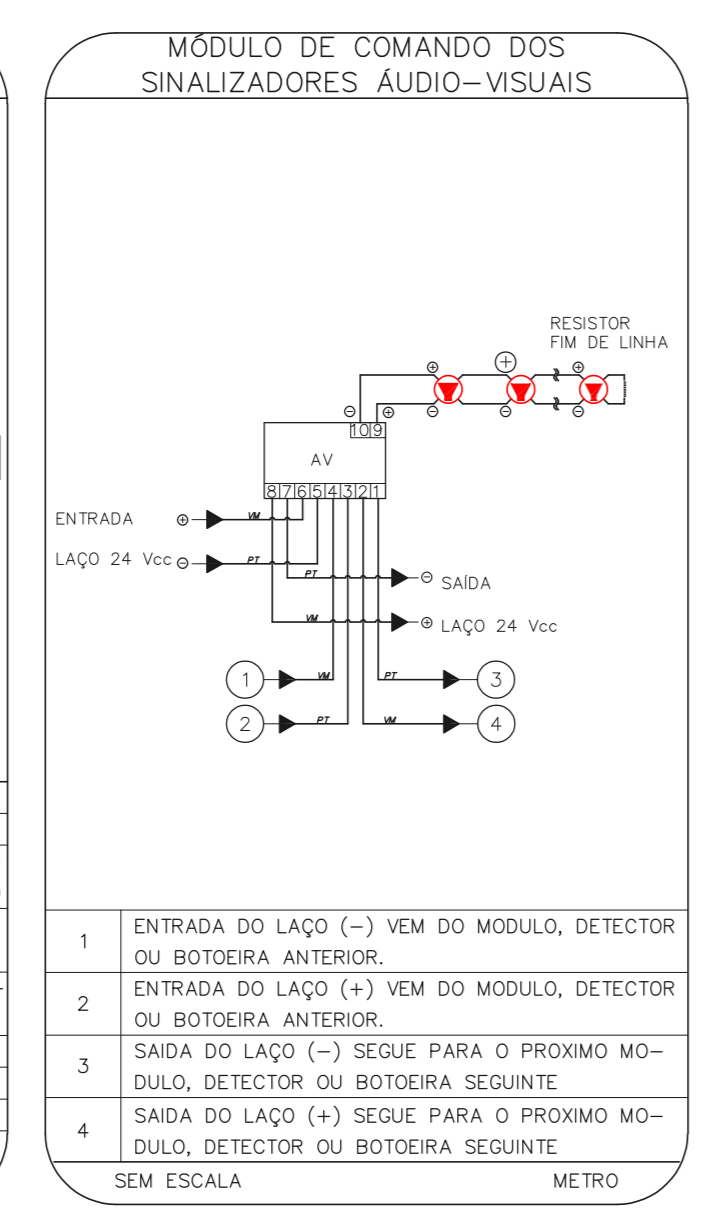 MÓDULO DE COMANDO DOS
SINALIZADORES ÁUDIO-VISUAIS
RESISTOR
FIM DE LINHA
+ + +
- + - - -
10 9
AV
8 7 6 5 4 3 2 1
ENTRADA + VM
LAÇO 24 Vcc - PT
PT - SAÍDA
VM + LAÇO 24 Vcc
1 VM PT 3
2 PT VM 4
1 ENTRADA DO LAÇO (-) VEM DO MODULO, DETECTOR
OU BOTOEIRA ANTERIOR.
2 ENTRADA DO LAÇO (+) VEM DO MODULO, DETECTOR
OU BOTOEIRA ANTERIOR.
3 SAIDA DO LAÇO (-) SEGUE PARA O PROXIMO MO-
DULO, DETECTOR OU BOTOEIRA SEGUINTE
4 SAIDA DO LAÇO (+) SEGUE PARA O PROXIMO MO-
DULO, DETECTOR OU BOTOEIRA SEGUINTE
SEM ESCALA METRO